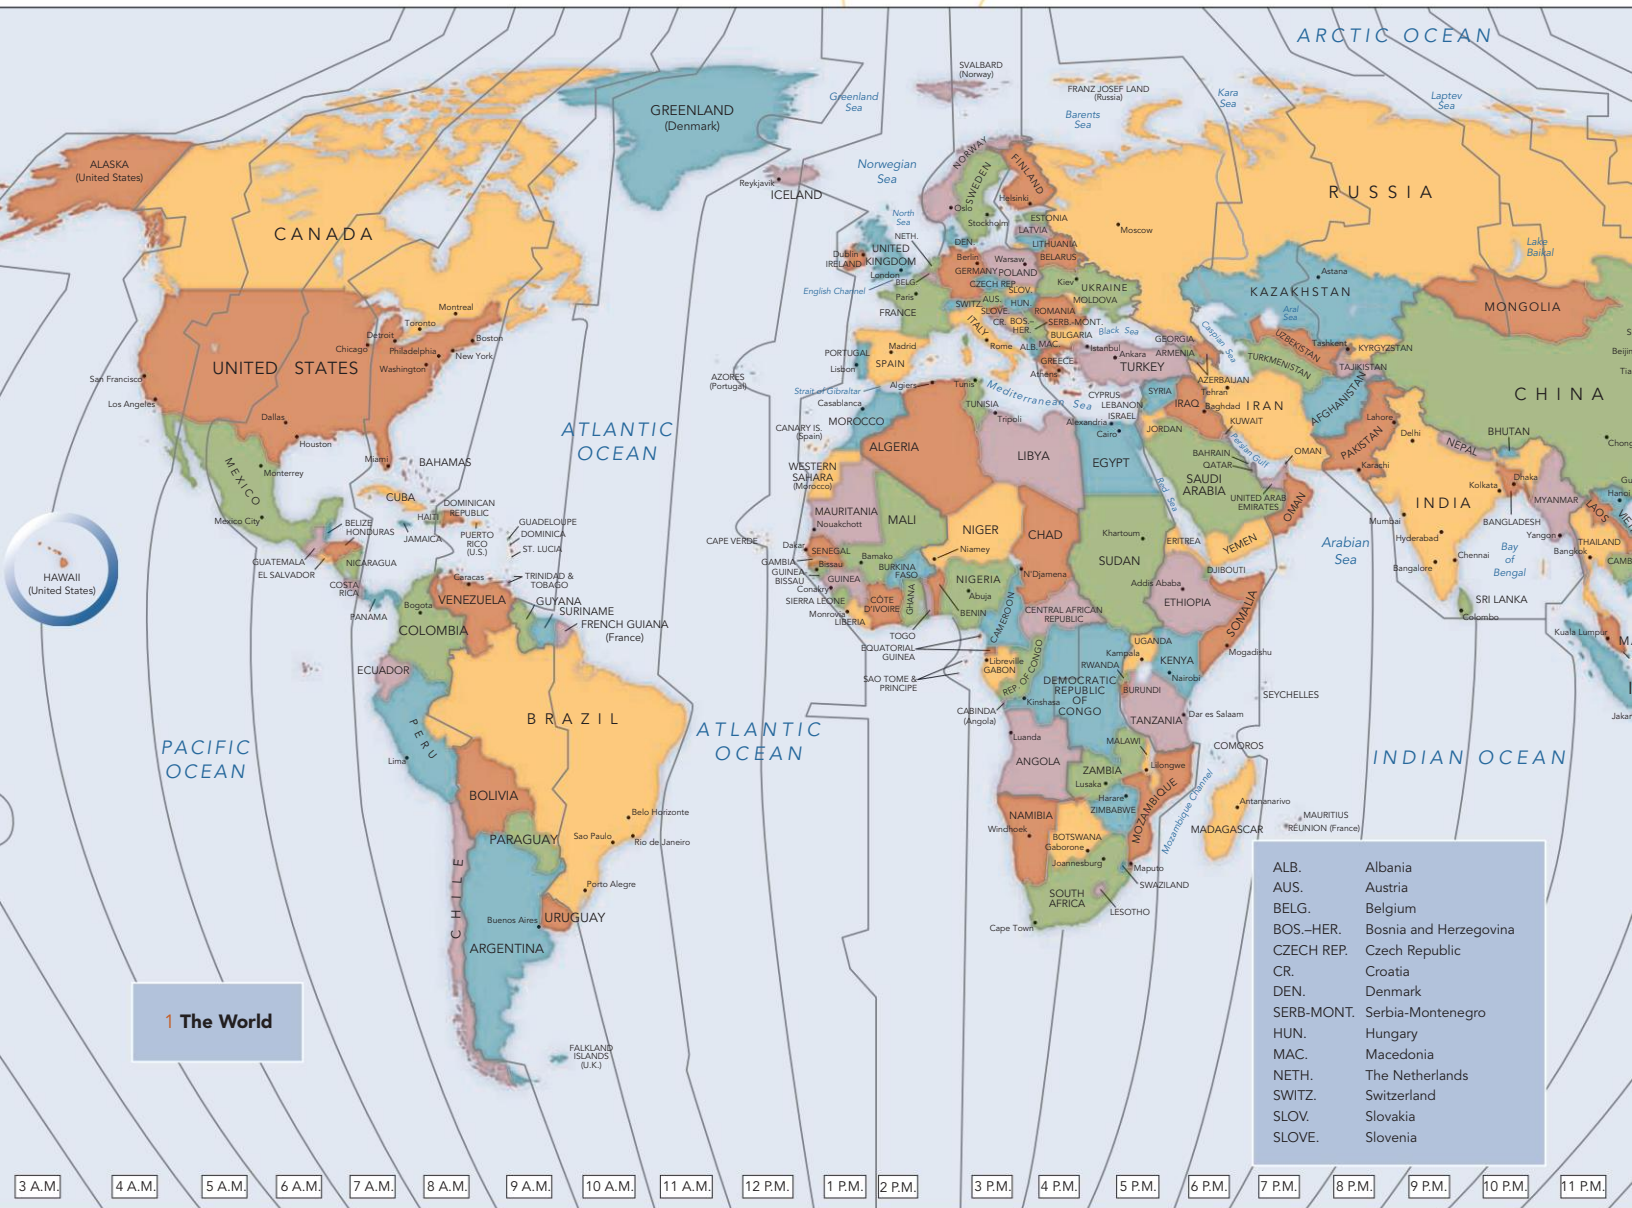 ARCTIC OCEAN
SVALBARD
(Norway)
Greenland
Sea
FRANZ JOSEF LAND
(Russia)
Barents
Sea
Kara
Sea
Laptev
Sea
GREENLAND
(Denmark)
ALASKA
(United States)
Norwegian
Sea
NORWAY
SWEDEN
FINLAND
RUSSIA
Reykjavik
ICELAND
Oslo
Helsinki
Stockholm
North
Sea
ESTONIA
LATVIA
LITHUANIA
Moscow
CANADA
NETH.
DEN.
Lake
Baikal
UNITED
KINGDOM
Dublin
IRELAND
London
Berlin
GERMANY
Warsaw
POLAND
BELARUS
BELG.
English Channel
Paris
FRANCE
CZECH REP.
SLOV.
Kiev
UKRAINE
MOLDOVA
SWITZ.
AUS.
HUN.
SLOVE.
CR.
BOS.–
HER.
ROMANIA
SERB.-MONT.
BULGARIA
MAC.
ALB.
ITALY
Rome
Black Sea
Astana
KAZAKHSTAN
Aral
Sea
MONGOLIA
Montreal
Toronto
Detroit
Chicago
Boston
Philadelphia
New York
Washington
UNITED STATES
San Francisco
Los Angeles
Dallas
Houston
Miami
AZORES
(Portugal)
PORTUGAL
Lisbon
Madrid
SPAIN
GREECE
Athens
Istanbul
Ankara
TURKEY
GEORGIA
ARMENIA
AZERBAIJAN
Caspian Sea
UZBEKISTAN
TURKMENISTAN
Tashkent
KYRGYZSTAN
TAJIKISTAN
CHINA
Strait of Gibraltar
Casablanca
Algiers
Tunis
TUNISIA
Tripoli
Mediterranean Sea
CYPRUS
LEBANON
ISRAEL
SYRIA
IRAQ
Baghdad
Tehran
IRAN
AFGHANISTAN
Lahore
KUWAIT
JORDAN
Alexandria
Cairo
MOROCCO
CANARY IS.
(Spain)
ATLANTIC
OCEAN
ALGERIA
LIBYA
EGYPT
Delhi
NEPAL
BHUTAN
PAKISTAN
Karachi
MEXICO
Monterrey
Mexico City
BAHAMAS
CUBA
WESTERN
SAHARA
(Morocco)
BAHRAIN
QATAR
Persian Gulf
SAUDI
ARABIA
UNITED ARAB
EMIRATES
OMAN
OMAN
Red Sea
INDIA
Kolkata
Dhaka
BANGLADESH
MYANMAR
Yangon
LAOS
THAILAND
Bangkok
DOMINICAN
REPUBLIC
HAITI
JAMAICA
PUERTO
RICO
(U.S.)
GUADELOUPE
DOMINICA
ST. LUCIA
BELIZE
HONDURAS
GUATEMALA
EL SALVADOR
NICARAGUA
COSTA
RICA
PANAMA
TRINIDAD &
TOBAGO
CAPE VERDE
MAURITANIA
Nouakchott
MALI
NIGER
CHAD
Khartoum
SUDAN
ERITREA
YEMEN
DJIBOUTI
Arabian
Sea
Mumbai
Hyderabad
Bangalore
Chennai
Bay
of
Bengal
SRI LANKA
Colombo
Kuala Lumpur
Dakar
SENEGAL
GAMBIA
GUINEA-
BISSAU
Bissau
GUINEA
Conakry
SIERRA LEONE
Monrovia
LIBERIA
Bamako
BURKINA
FASO
CÔTE
D'IVOIRE
GHANA
TOGO
BENIN
Niamey
NIGERIA
Abuja
N'Djamena
CAMEROON
CENTRAL AFRICAN
REPUBLIC
Addis Ababa
ETHIOPIA
SOMALIA
Mogadishu
HAWAII
(United States)
Caracas
VENEZUELA
GUYANA
SURINAME
FRENCH GUIANA
(France)
Bogota
COLOMBIA
ECUADOR
EQUATORIAL
GUINEA
SAO TOME &
PRINCIPE
Libreville
GABON
REP. OF CONGO
Kinshasa
CABINDA
(Angola)
DEMOCRATIC
REPUBLIC
OF
CONGO
UGANDA
Kampala
RWANDA
BURUNDI
KENYA
Nairobi
TANZANIA
Dar es Salaam
SEYCHELLES
PERU
Lima
BRAZIL
ATLANTIC
OCEAN
PACIFIC
OCEAN
INDIAN OCEAN
Luanda
ANGOLA
ZAMBIA
Lusaka
MALAWI
Lilongwe
COMOROS
Harare
ZIMBABWE
MOZAMBIQUE
Mozambique Channel
Antananarivo
MADAGASCAR
MAURITIUS
RÉUNION (France)
BOLIVIA
PARAGUAY
Belo Horizonte
Sao Paulo
Rio de Janeiro
Porto Alegre
CHILE
Buenos Aires
URUGUAY
ARGENTINA
NAMIBIA
Windhoek
BOTSWANA
Gaborone
Joannesburg
Maputo
SWAZILAND
SOUTH
AFRICA
LESOTHO
Cape Town
FALKLAND
ISLANDS
(U.K.)
1 The World
ALB. Albania
AUS. Austria
BELG. Belgium
BOS.–HER. Bosnia and Herzegovina
CZECH REP. Czech Republic
CR. Croatia
DEN. Denmark
SERB-MONT. Serbia-Montenegro
HUN. Hungary
MAC. Macedonia
NETH. The Netherlands
SWITZ. Switzerland
SLOV. Slovakia
SLOVE. Slovenia
3 A.M. 4 A.M. 5 A.M. 6 A.M. 7 A.M. 8 A.M. 9 A.M. 10 A.M. 11 A.M. 12 P.M. 1 P.M. 2 P.M. 3 P.M. 4 P.M. 5 P.M. 6 P.M. 7 P.M. 8 P.M. 9 P.M. 10 P.M. 11 P.M.